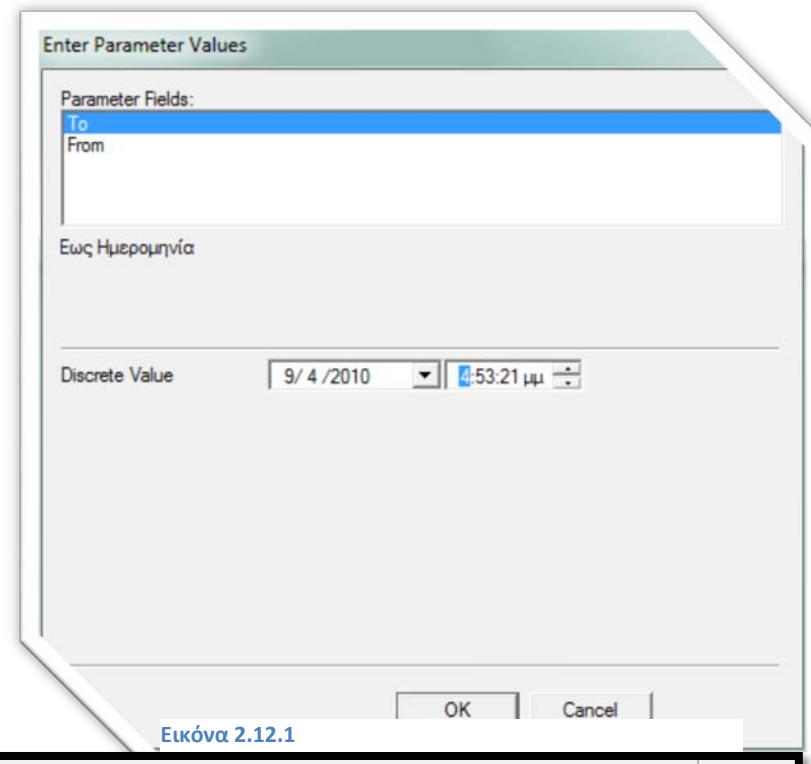 Enter Parameter Values
Parameter Fields:
To
From
Εως Ημερομηνία
Discrete Value 9/ 4 /2010 4:53:21 μμ
OK Cancel
Εικόνα 2.12.1